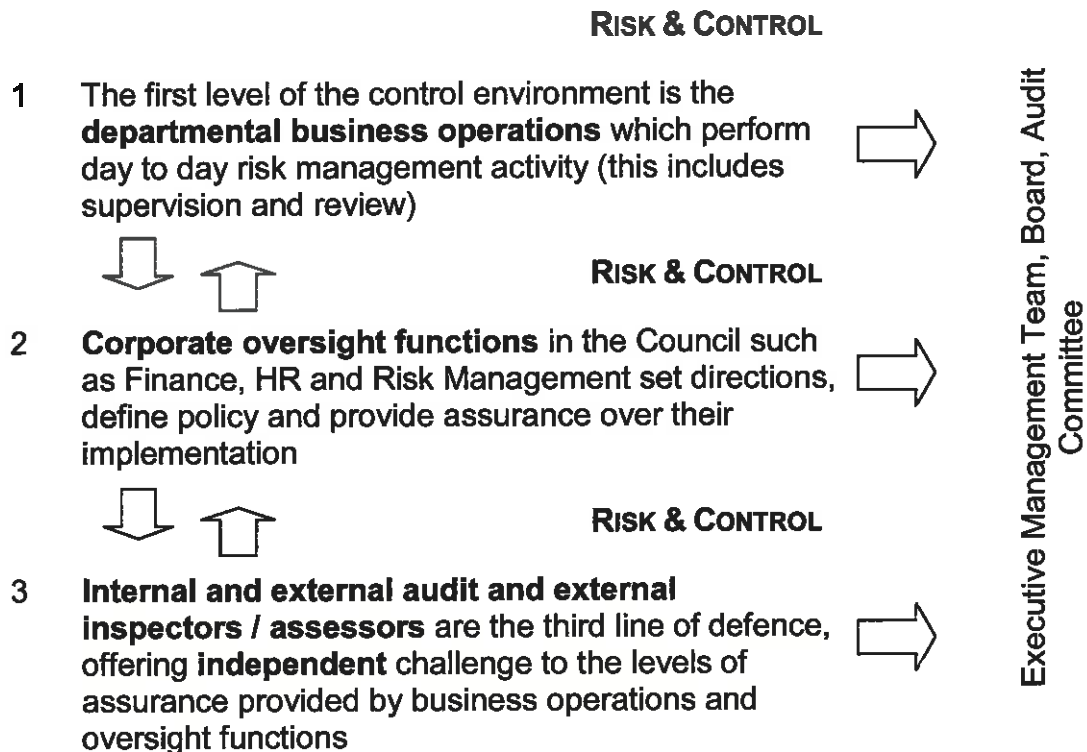 RISK & CONTROL
1 The first level of the control environment is the
departmental business operations which perform
day to day risk management activity (this includes
supervision and review)
RISK & CONTROL
2 Corporate oversight functions in the Council such
as Finance, HR and Risk Management set directions,
define policy and provide assurance over their
implementation
RISK & CONTROL
3 Internal and external audit and external
inspectors / assessors are the third line of defence,
offering independent challenge to the levels of
assurance provided by business operations and
oversight functions
Executive Management Team, Board, Audit
Committee